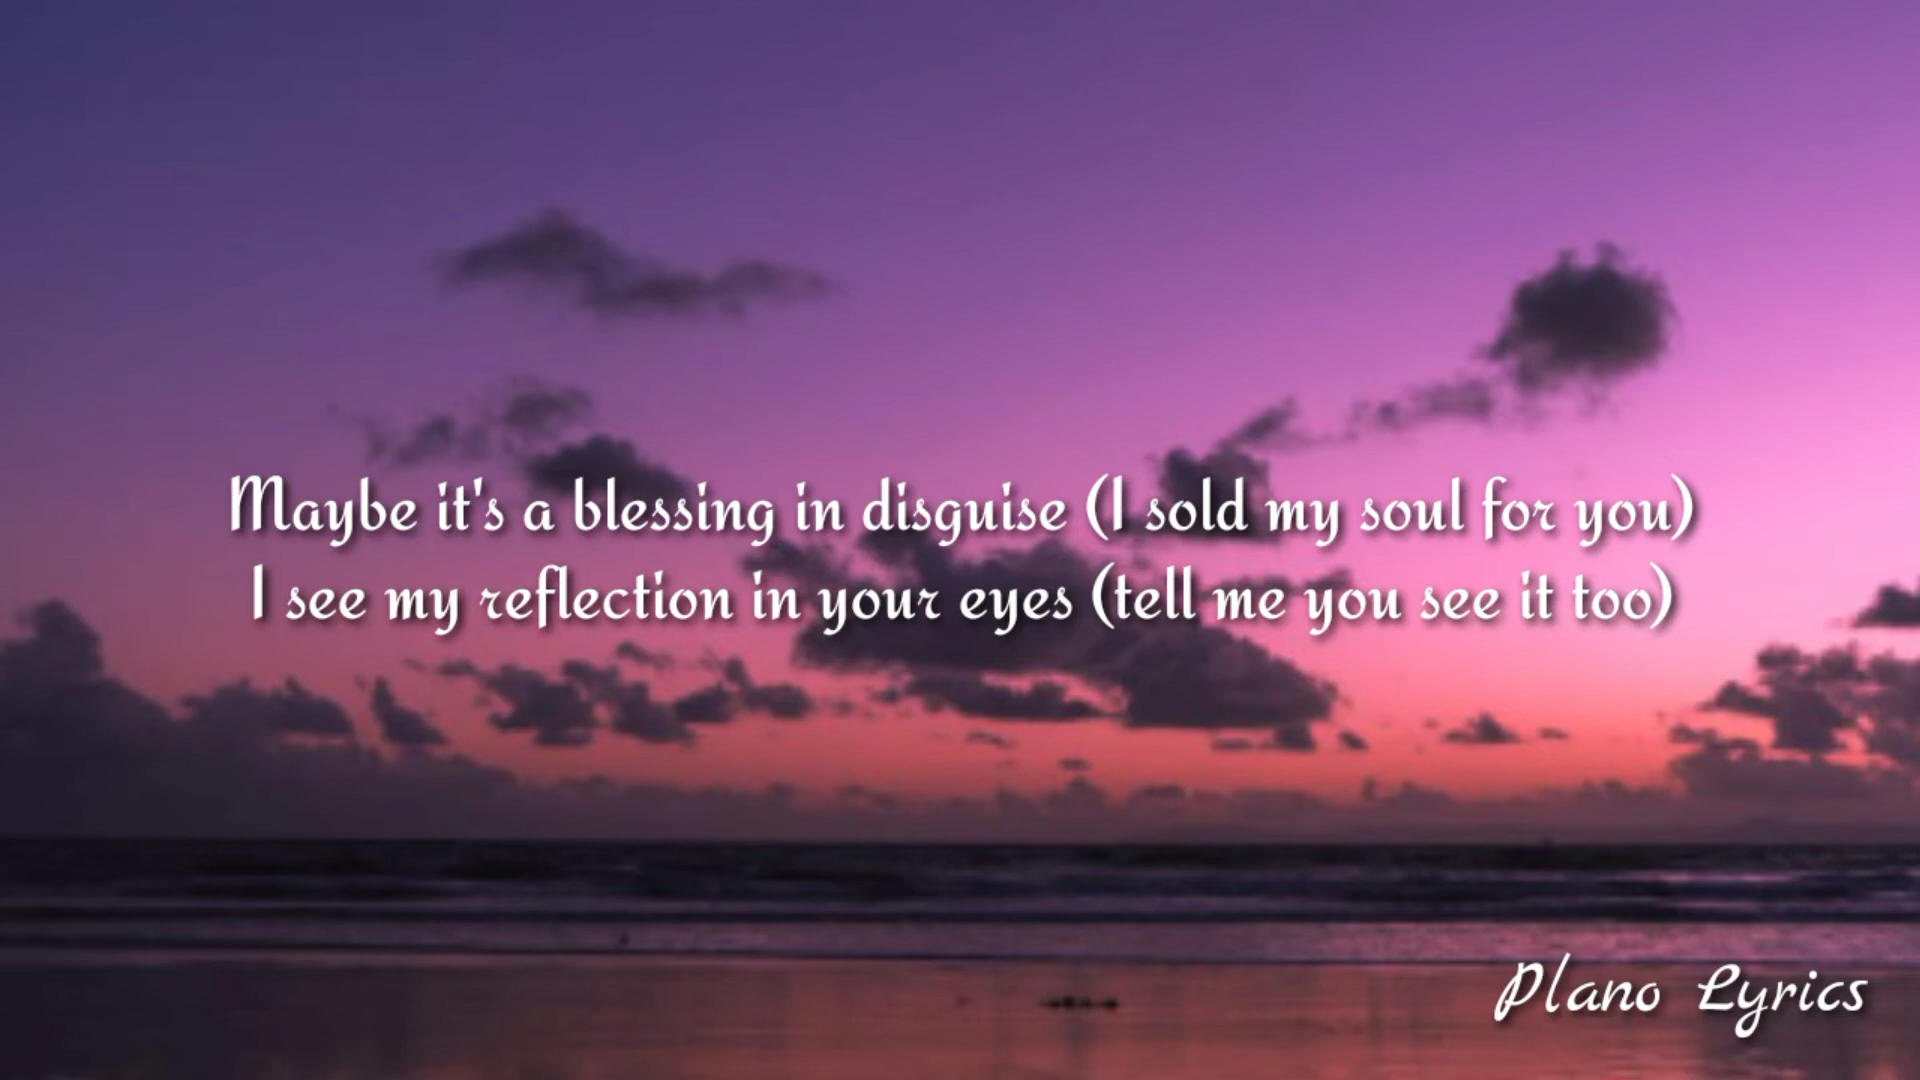 Maybe it's a blessing in disguise (I sold my soul for you)
I see my reflection in your eyes (tell me you see it too)
Plano Lyrics